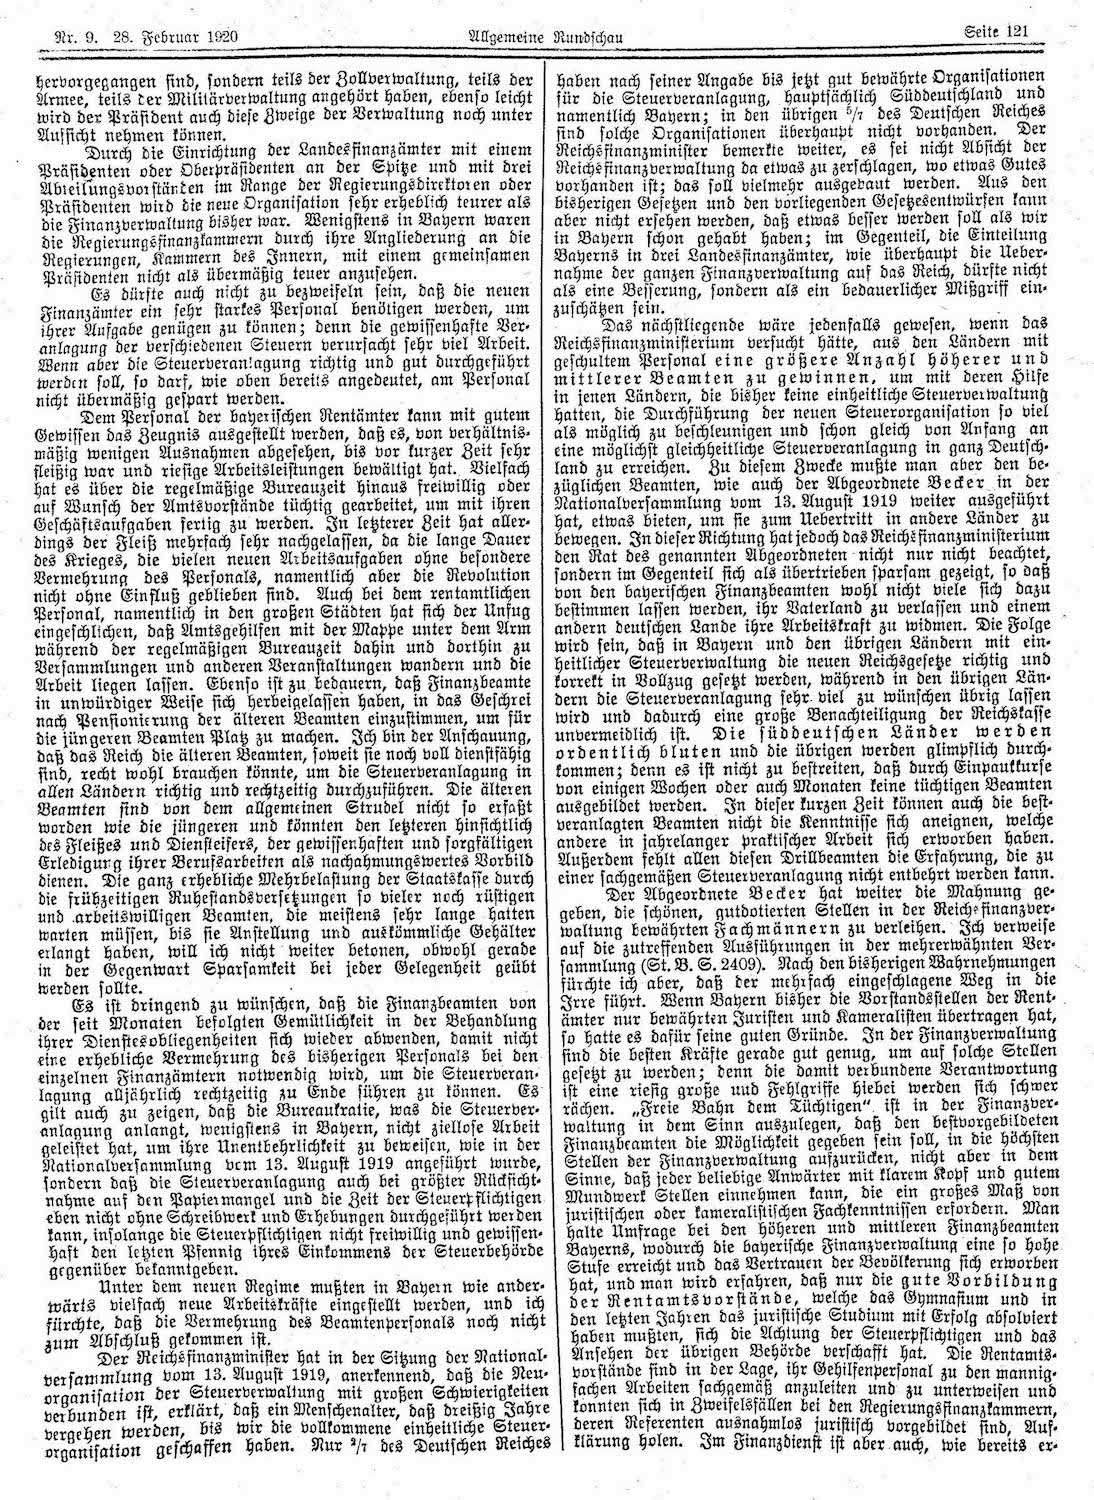 Nr. 9. 28. Februar 1920
Allgemeine Rundschau
Seite 121
hervorgegangen sind, sondern teils der Zollverwaltung, teils der
Armee, teils der Militärverwaltung angehört haben, ebenso leicht
wird der Präsident auch diese Zweige der Verwaltung noch unter
Aufsicht nehmen können.
Durch die Einrichtung der Landesfinanzämter mit einem
Präsidenten oder Oberpräsidenten an der Spitze und mit drei
Abteilungsvorständen im Range der Regierungsdirektoren oder
Präsidenten wird die neue Organisation sehr erheblich teurer als
die Finanzverwaltung bisher war. Wenigstens in Bayern waren
die Regierungsfinanzkammern durch ihre Angliederung an die
Regierungen, Kammern des Innern, mit einem gemeinsamen
Präsidenten nicht als übermäßig teuer anzusehen.
Es dürfte auch nicht zu bezweifeln sein, daß die neuen
Finanzämter ein sehr starkes Personal benötigen werden, um
ihrer Aufgabe genügen zu können; denn die gewissenhafte Ver-
anlagung der verschiedenen Steuern verursacht sehr viel Arbeit.
Wenn aber die Steuerveranlagung richtig und gut durchgeführt
werden soll, so darf, wie oben bereits angedeutet, am Personal
nicht übermäßig gespart werden.
Dem Personal der bayerischen Rentämter kann mit gutem
Gewissen das Zeugnis ausgestellt werden, daß es, von verhältnis-
mäßig wenigen Ausnahmen abgesehen, bis vor kurzer Zeit sehr
fleißig war und riesige Arbeitsleistungen bewältigt hat. Vielfach
hat es über die regelmäßige Bureauzeit hinaus freiwillig oder
auf Wunsch der Amtsvorstände tüchtig gearbeitet, um mit ihren
Geschäftsaufgaben fertig zu werden. In letzterer Zeit hat aller-
dings der Fleiß mehrfach sehr nachgelassen, da die lange Dauer
des Krieges, die vielen neuen Arbeitsaufgaben ohne besondere
Vermehrung des Personals, namentlich aber die Revolution
nicht ohne Einfluß geblieben sind. Auch bei dem rentamtlichen
Personal, namentlich in den großen Städten hat sich der Unfug
eingeschlichen, daß Amtsgehilfen mit der Mappe unter dem Arm
während der regelmäßigen Bureauzeit dahin und dorthin zu
Versammlungen und anderen Veranstaltungen wandern und die
Arbeit liegen lassen. Ebenso ist zu bedauern, daß Finanzbeamte
in unwürdiger Weise sich herbeigelassen haben, in das Geschrei
nach Pensionierung der älteren Beamten einzustimmen, um für
die jüngeren Beamten Platz zu machen. Ich bin der Anschauung,
daß das Reich die älteren Beamten, soweit sie noch voll dienstfähig
sind, recht wohl brauchen könnte, um die Steuerveranlagung in
allen Ländern richtig und rechtzeitig durchzuführen. Die älteren
Beamten sind von dem allgemeinen Strudel nicht so erfaßt
worden wie die jüngeren und könnten den letzteren hinsichtlich
des Fleißes und Diensteifers, der gewissenhaften und sorgfältigen
Erledigung ihrer Berufsarbeiten als nachahmungswertes Vorbild
dienen. Die ganz erhebliche Mehrbelastung der Staatskasse durch
die frühzeitigen Ruhestandsversetzungen so vieler noch rüstigen
und arbeitswilligen Beamten, die meistens sehr lange hatten
warten müssen, bis sie Anstellung und auskömmliche Gehälter
erlangt haben, will ich nicht weiter betonen, obwohl gerade
in der Gegenwart Sparsamkeit bei jeder Gelegenheit geübt
werden sollte.
Es ist dringend zu wünschen, daß die Finanzbeamten von
der seit Monaten befolgten Gemütlichkeit in der Behandlung
ihrer Dienstesobliegenheiten sich wieder abwenden, damit nicht
eine erhebliche Vermehrung des bisherigen Personals bei den
einzelnen Finanzämtern notwendig wird, um die Steuerveran-
lagung alljährlich rechtzeitig zu Ende führen zu können. Es
gilt auch zu zeigen, daß die Bureaukratie, was die Steuerver-
anlagung anlangt, wenigstens in Bayern, nicht ziellose Arbeit
geleistet hat, um ihre Unentbehrlichkeit zu beweisen, wie in der
Nationalversammlung vom 13. August 1919 angeführt wurde,
sondern daß die Steuerveranlagung auch bei größter Rücksicht-
nahme auf den Papiermangel und die Zeit der Steuerpflichtigen
eben nicht ohne Schreibwerk und Erhebungen durchgeführt werden
kann, insolange die Steuerpflichtigen nicht freiwillig und gewissen-
haft den letzten Pfennig ihres Einkommens der Steuerbehörde
gegenüber bekanntgeben.
Unter dem neuen Regime mußten in Bayern wie ander-
wärts vielfach neue Arbeitskräfte eingestellt werden, und ich
fürchte, daß die Vermehrung des Beamtenpersonals noch nicht
zum Abschluß gekommen ist.
Der Reichsfinanzminister hat in der Sitzung der National-
versammlung vom 13. August 1919, anerkennend, daß die Neu-
organisation der Steuerverwaltung mit großen Schwierigkeiten
verbunden ist, erklärt, daß ein Menschenalter, daß dreißig Jahre
vergehen werden, bis wir die vollkommene einheitliche Steuer-
organisation geschaffen haben. Nur 2/7 des Deutschen Reiches
haben nach seiner Angabe bis jetzt gut bewährte Organisationen
für die Steuerveranlagung, hauptsächlich Süddeutschland und
namentlich Bayern; in den übrigen 5/7 des Deutschen Reiches
sind solche Organisationen überhaupt nicht vorhanden. Der
Reichsfinanzminister bemerkte weiter, es sei nicht Absicht der
Reichsfinanzverwaltung da etwas zu zerschlagen, wo etwas Gutes
vorhanden ist; das soll vielmehr ausgebaut werden. Aus den
bisherigen Gesetzen und den vorliegenden Gesetzesentwürfen kann
aber nicht ersehen werden, daß etwas besser werden soll als wir
in Bayern schon gehabt haben; im Gegenteil, die Einteilung
Bayerns in drei Landesfinanzämter, wie überhaupt die Ueber-
nahme der ganzen Finanzverwaltung auf das Reich, dürfte nicht
als eine Besserung, sondern als ein bedauerlicher Mißgriff ein-
zuschätzen sein.
Das nächstliegende wäre jedenfalls gewesen, wenn das
Reichsfinanzministerium versucht hätte, aus den Ländern mit
geschultem Personal eine größere Anzahl höherer und
mittlerer Beamten zu gewinnen, um mit deren Hilfe
in jenen Ländern, die bisher keine einheitliche Steuerverwaltung
hatten, die Durchführung der neuen Steuerorganisation so viel
als möglich zu beschleunigen und schon gleich von Anfang an
eine möglichst gleichheitliche Steuerveranlagung in ganz Deutsch-
land zu erreichen. Zu diesem Zwecke mußte man aber den be-
züglichen Beamten, wie auch der Abgeordnete Becker in der
Nationalversammlung vom 13. August 1919 weiter ausgeführt
hat, etwas bieten, um sie zum Uebertritt in andere Länder zu
bewegen. In dieser Richtung hat jedoch das Reichsfinanzministerium
den Rat des genannten Abgeordneten nicht nur nicht beachtet,
sondern im Gegenteil sich als übertrieben sparsam gezeigt, so daß
von den bayerischen Finanzbeamten wohl nicht viele sich dazu
bestimmen lassen werden, ihr Vaterland zu verlassen und einem
andern deutschen Lande ihre Arbeitskraft zu widmen. Die Folge
wird sein, daß in Bayern und den übrigen Ländern mit ein-
heitlicher Steuerverwaltung die neuen Reichsgesetze richtig und
korrekt in Vollzug gesetzt werden, während in den übrigen Län-
dern die Steuerveranlagung sehr viel zu wünschen übrig lassen
wird und dadurch eine große Benachteiligung der Reichskasse
unvermeidlich ist. Die süddeutschen Länder werden
ordentlich bluten und die übrigen werden glimpflich durch-
kommen; denn es ist nicht zu bestreiten, daß durch Einpaukkurse
von einigen Wochen oder auch Monaten keine tüchtigen Beamten
ausgebildet werden. In dieser kurzen Zeit können auch die best-
veranlagten Beamten nicht die Kenntnisse sich aneignen, welche
andere in jahrelanger praktischer Arbeit sich erworben haben.
Außerdem fehlt allen diesen Drillbeamten die Erfahrung, die zu
einer sachgemäßen Steuerveranlagung nicht entbehrt werden kann.
Der Abgeordnete Becker hat weiter die Mahnung ge-
geben, die schönen, gutdotierten Stellen in der Reichsfinanzver-
waltung bewährten Fachmännern zu verleihen. Ich verweise
auf die zutreffenden Ausführungen in der mehrerwähnten Ver-
sammlung (St. B. S. 2409). Nach den bisherigen Wahrnehmungen
fürchte ich aber, daß der mehrfach eingeschlagene Weg in die
Irre führt. Wenn Bayern bisher die Vorstandsstellen der Rent-
ämter nur bewährten Juristen und Kameralisten übertragen hat,
so hatte es dafür seine guten Gründe. In der Finanzverwaltung
sind die besten Kräfte gerade gut genug, um auf solche Stellen
gesetzt zu werden; denn die damit verbundene Verantwortung
ist eine riesig große und Fehlgriffe hiebei werden sich schwer
rächen. „Freie Bahn dem Tüchtigen“ ist in der Finanzver-
waltung in dem Sinn auszulegen, daß den bestvorgebildeten
Finanzbeamten die Möglichkeit gegeben sein soll, in die höchsten
Stellen der Finanzverwaltung aufzurücken, nicht aber in dem
Sinne, daß jeder beliebige Anwärter mit klarem Kopf und gutem
Mundwerk Stellen einnehmen kann, die ein großes Maß von
juristischen oder kameralistischen Fachkenntnissen erfordern. Man
halte Umfrage bei den höheren und mittleren Finanzbeamten
Bayerns, wodurch die bayerische Finanzverwaltung eine so hohe
Stufe erreicht und das Vertrauen der Bevölkerung sich erworben
hat, und man wird erfahren, daß nur die gute Vorbildung
der Rentamtsvorstände, welche das Gymnasium und in
den letzten Jahren das juristische Studium mit Erfolg absolviert
haben mußten, sich die Achtung der Steuerpflichtigen und das
Ansehen der übrigen Behörde verschafft hat. Die Rentamts-
vorstände sind in der Lage, ihr Gehilfenpersonal zu den mannig-
fachen Arbeiten sachgemäß anzuleiten und zu unterweisen und
konnten sich in Zweifelsfällen bei den Regierungsfinanzkammern,
deren Referenten ausnahmlos juristisch vorgebildet sind, Auf-
klärung holen. Im Finanzdienst ist aber auch, wie bereits er-